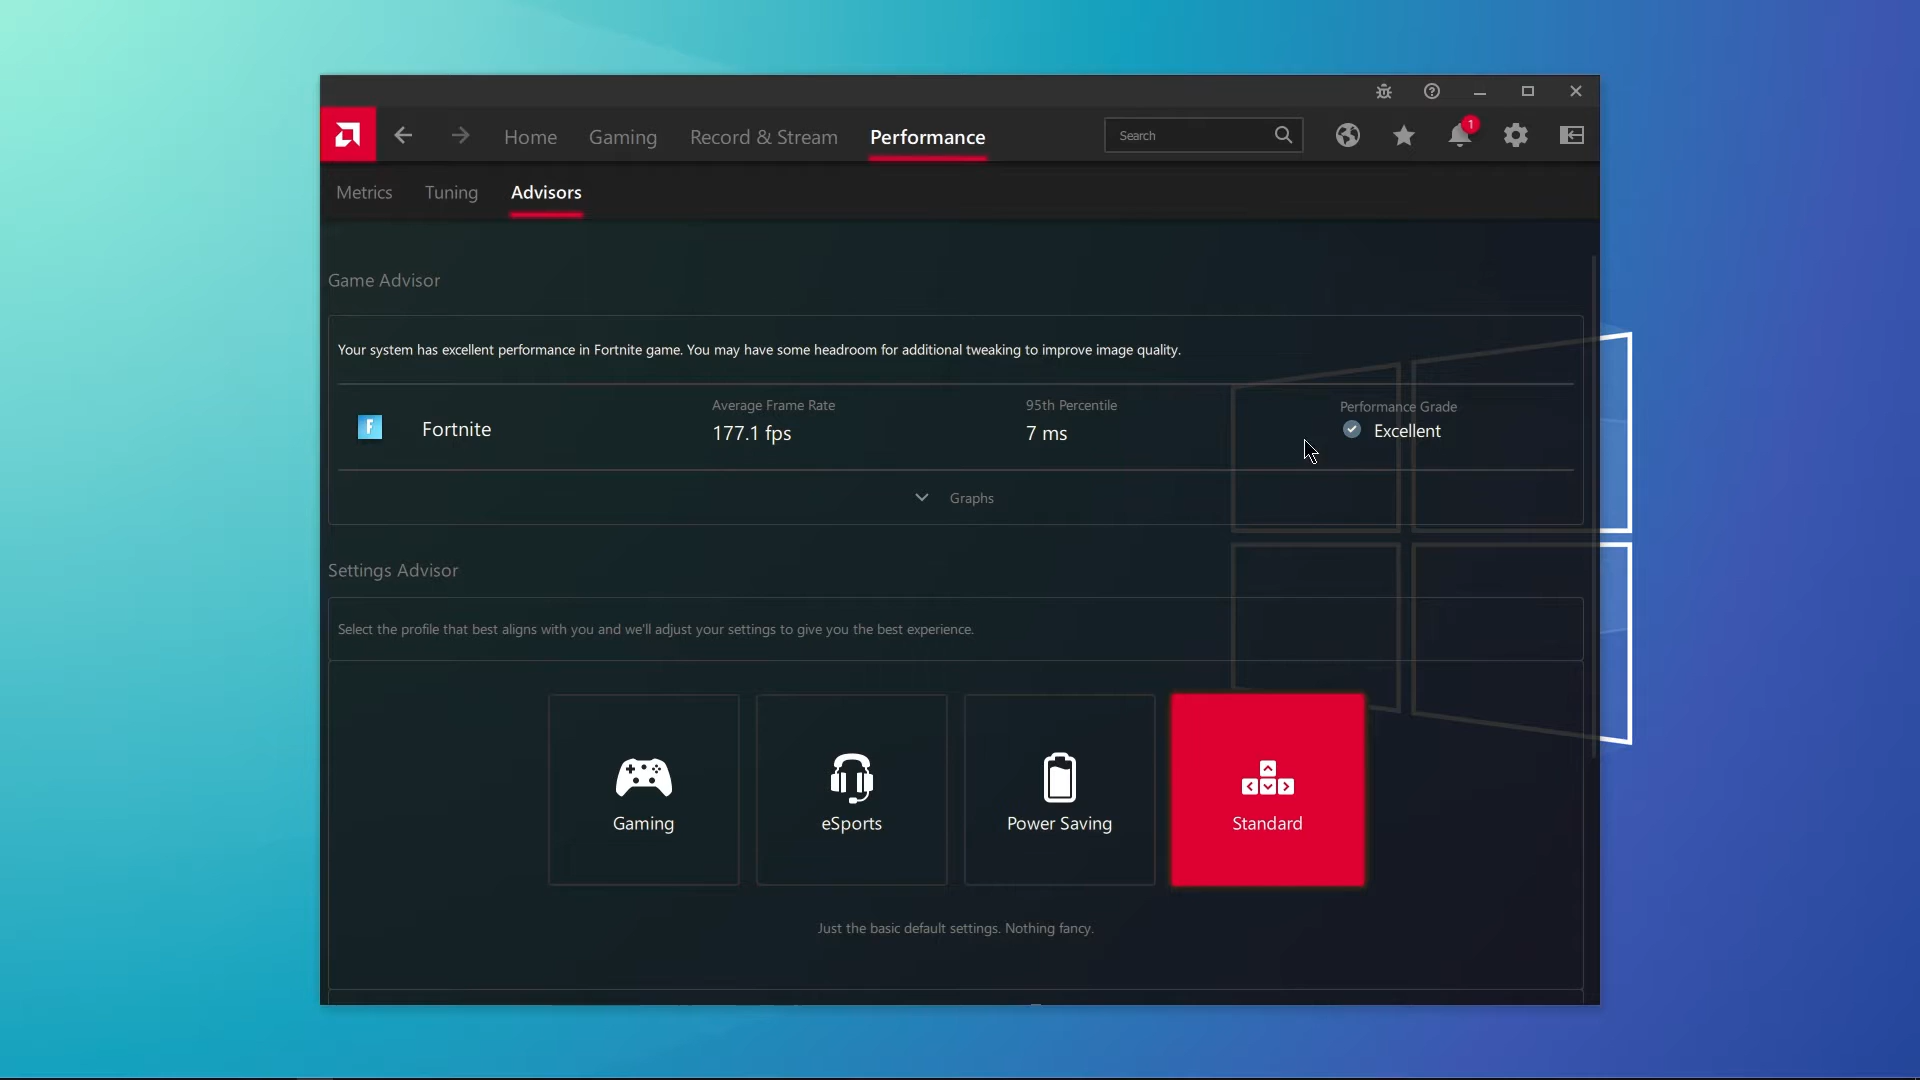 Home Gaming Record & Stream Performance Search 1
Metrics Tuning Advisors
Game Advisor
Your system has excellent performance in Fortnite game. You may have some headroom for additional tweaking to improve image quality.
F Fortnite
Average Frame Rate
177.1 fps
95th Percentile
7 ms
Performance Grade
Excellent
Graphs
Settings Advisor
Select the profile that best aligns with you and we'll adjust your settings to give you the best experience.
Gaming eSports Power Saving Standard
Just the basic default settings. Nothing fancy.